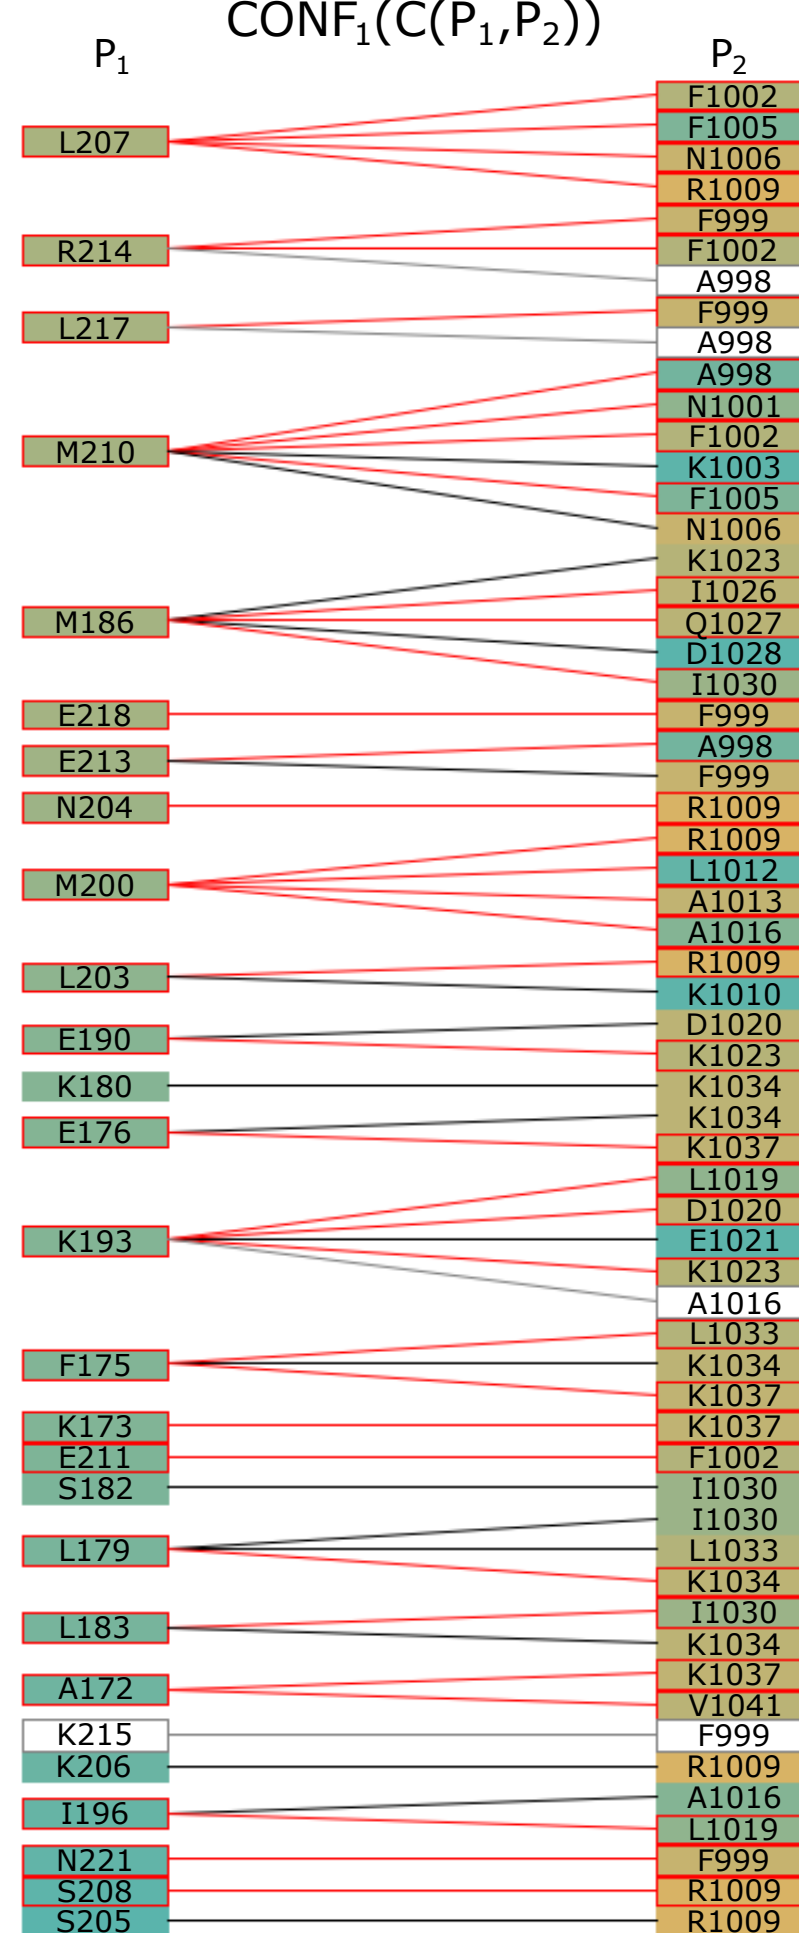 CONF₁(C(P₁,P₂))
P₁ P₂
F1002
L207 F1005
N1006
R1009
F999
R214 F1002
A998
L217 F999
A998
A998
N1001
M210 F1002
K1003
F1005
N1006
K1023
I1026
M186 Q1027
D1028
I1030
E218 F999
E213 A998
F999
N204 R1009
R1009
M200 L1012
A1013
A1016
L203 R1009
K1010
E190 D1020
K1023
K180 K1034
E176 K1034
K1037
L1019
D1020
K193 E1021
K1023
A1016
L1033
F175 K1034
K1037
K173 K1037
E211 F1002
S182 I1030
I1030
L179 L1033
K1034
L183 I1030
K1034
A172 K1037
V1041
K215 F999
K206 R1009
I196 A1016
L1019
N221 F999
S208 R1009
S205 R1009